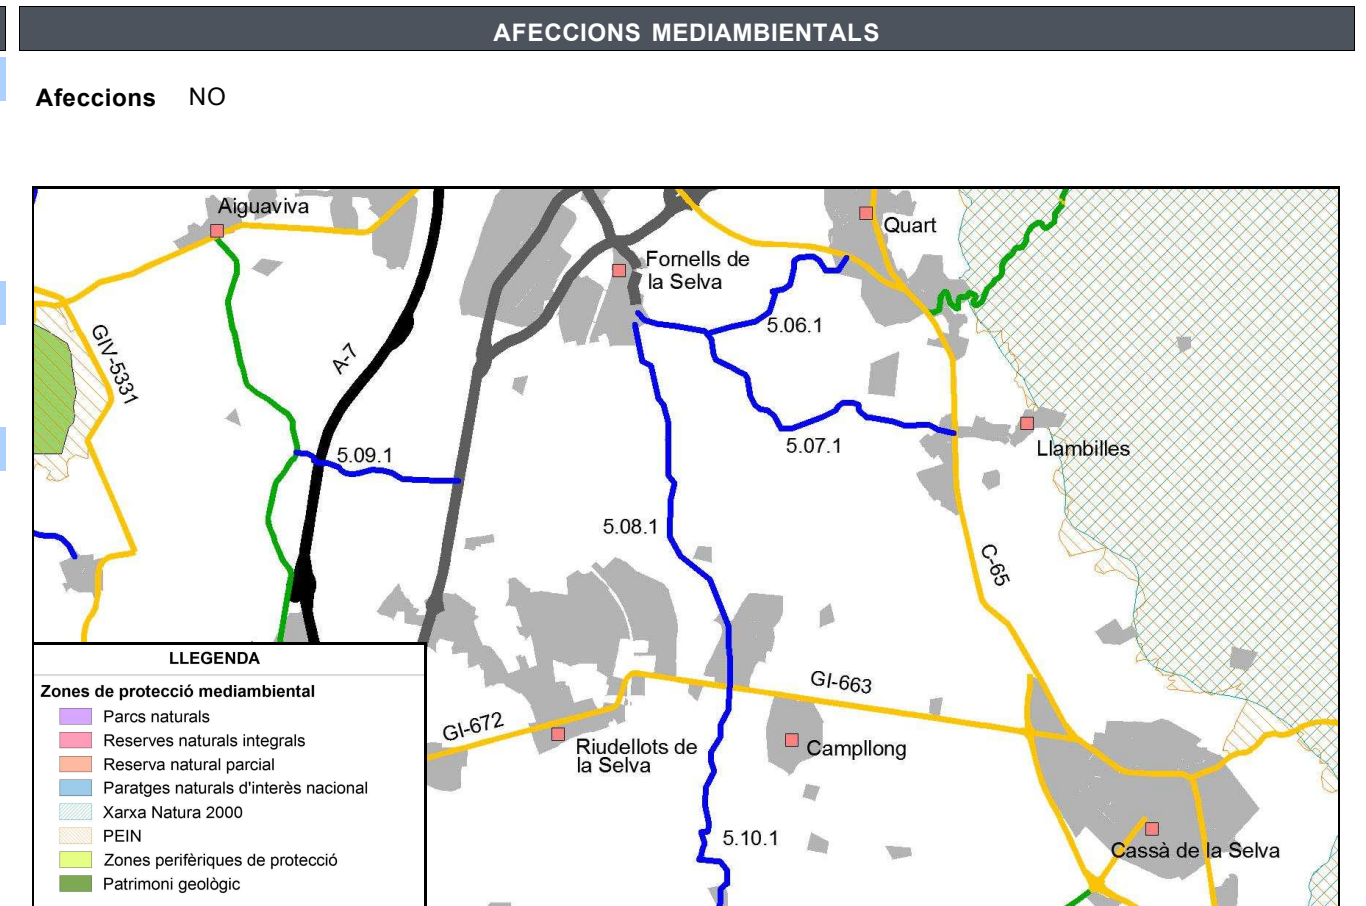 AFECCIONS MEDIAMBIENTALS
Afeccions NO
Aiguaviva
Quart
Fornells de
la Selva
5.06.1
GIV-5331
A-7
5.07.1
Llambilles
5.09.1
5.08.1
C-65
GI-663
GI-672
Riudellots de
la Selva
Campllong
5.10.1
Cassà de la Selva
LLEGENDA
Zones de protecció mediambiental
Parcs naturals
Reserves naturals integrals
Reserva natural parcial
Paratges naturals d'interès nacional
Xarxa Natura 2000
PEIN
Zones perifèriques de protecció
Patrimoni geològic